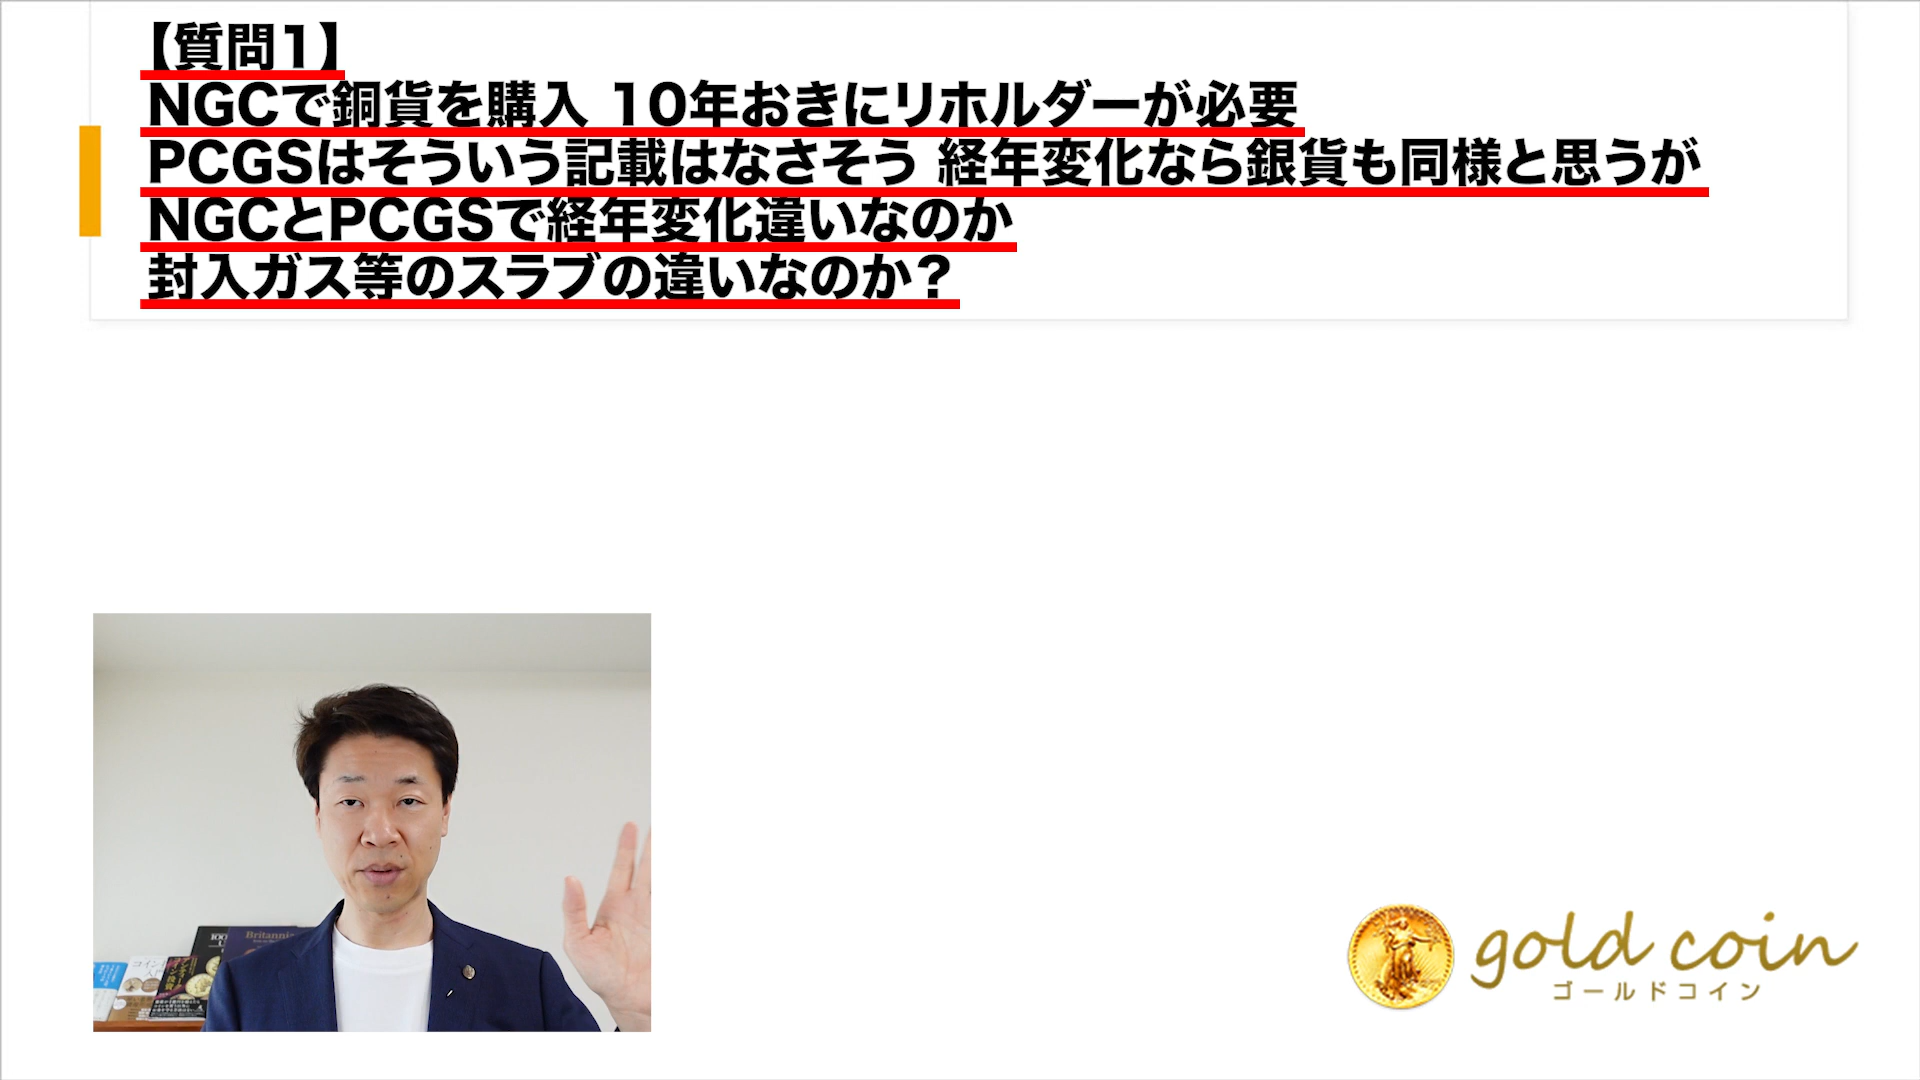 【質問1】
NGCで銅貨を購入 10年おきにリホルダーが必要
PCGSはそういう記載はなさそう 経年変化なら銀貨も同様と思うが
NGCとPCGSで経年変化違いなのか
封入ガス等のスラブの違いなのか？
Britannia
gold coin
ゴールドコイン